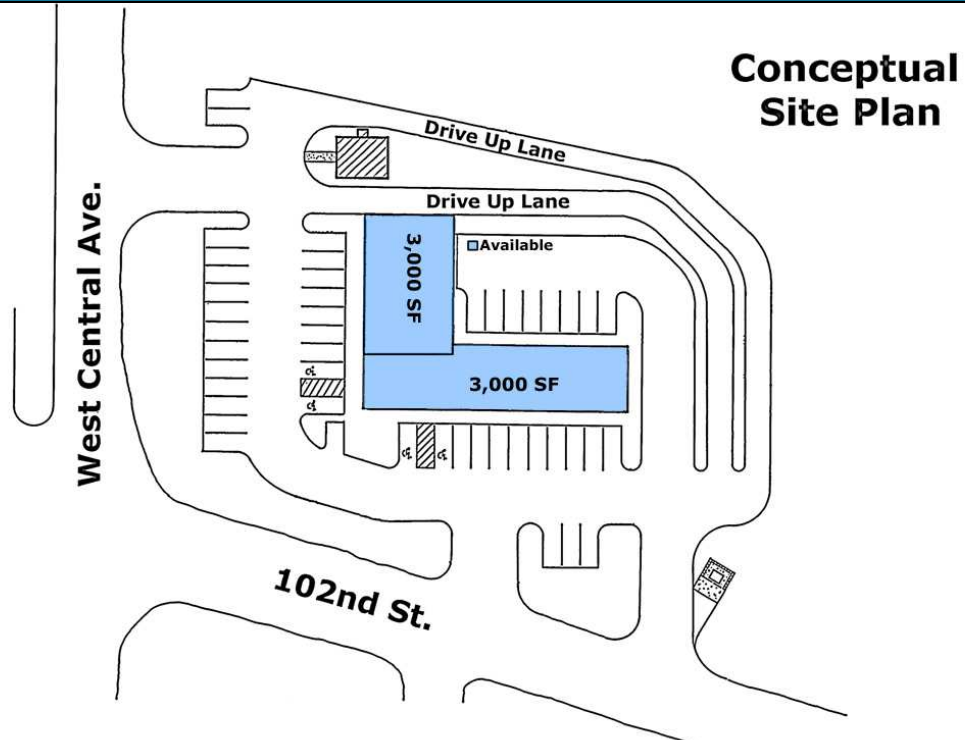 Conceptual
Site Plan
Drive Up Lane
Drive Up Lane
Available
3,000 SF
3,000 SF
West Central Ave.
102nd St.